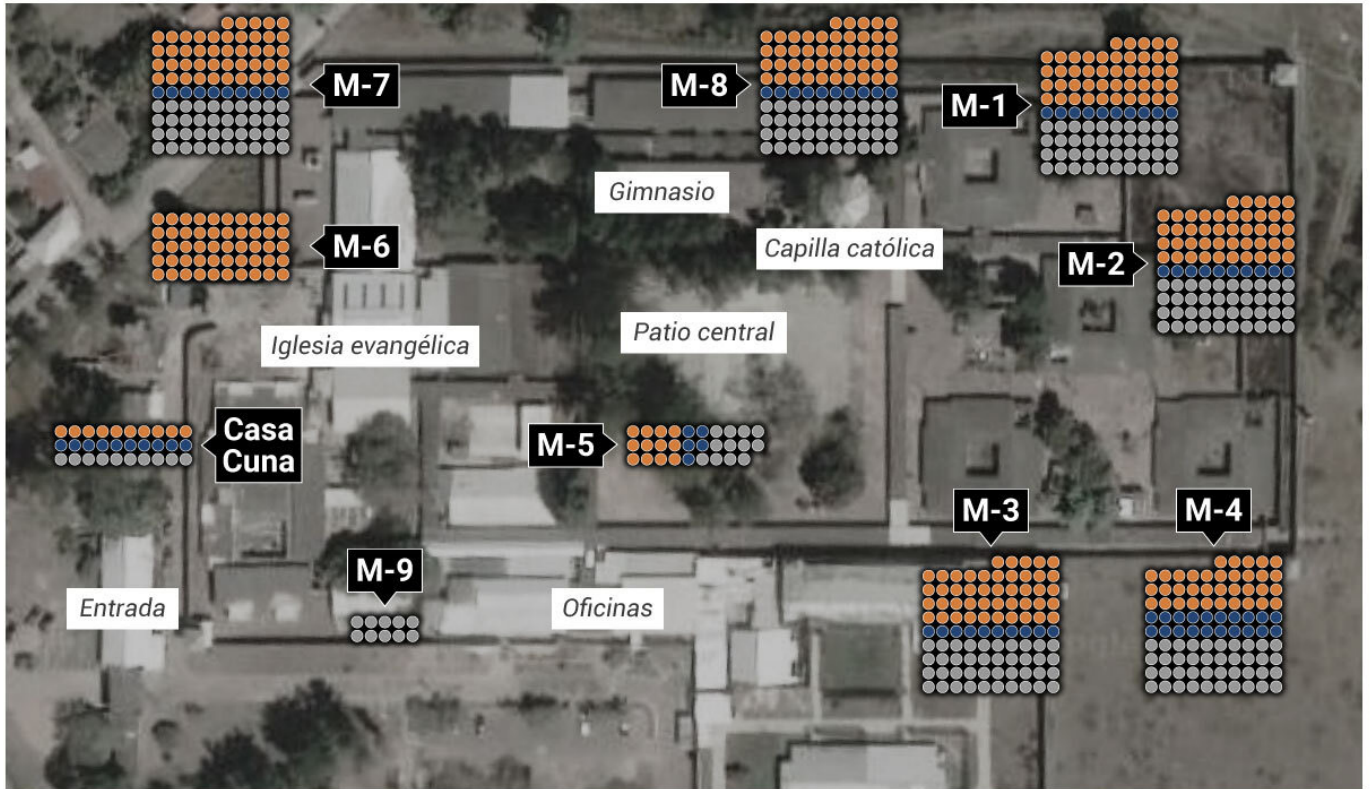 M-7
M-8
M-1
Gimnasio
M-6
Capilla católica
M-2
Iglesia evangélica
Patio central
Casa
Cuna
M-5
M-3
M-4
M-9
Entrada
Oficinas